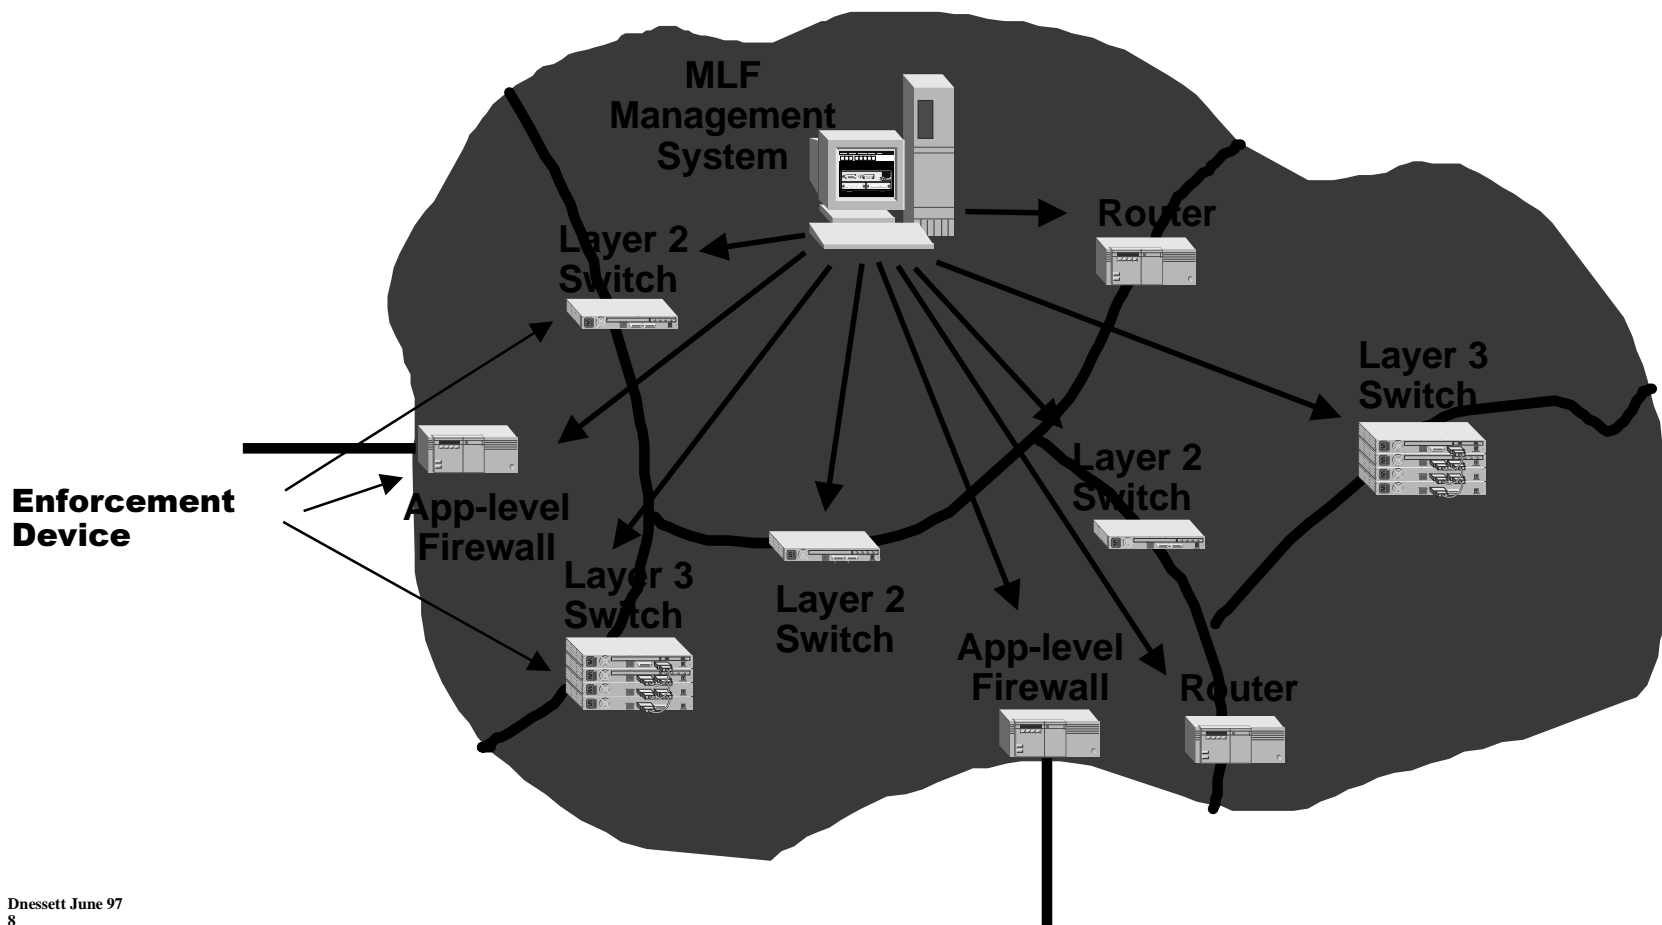 MLF
Management
System
Router
Layer 2
Switch
Layer 3
Switch
Layer 2
Switch
Enforcement
Device
App-level
Firewall
Layer 3
Switch
Layer 2
Switch
App-level
Firewall
Router
Dnessett June 97
8